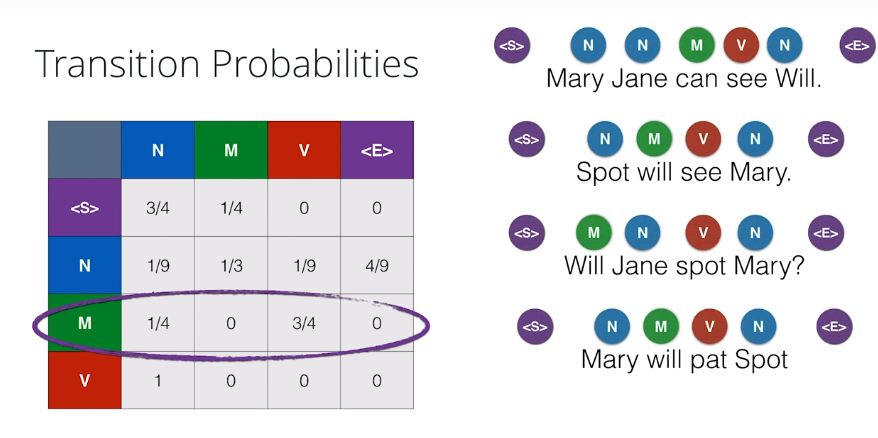 Transition Probabilities
N M V <E>
<S> 3/4 1/4 0 0
N 1/9 1/3 1/9 4/9
M 1/4 0 3/4 0
V 1 0 0 0
<S> N N M V N <E>
Mary Jane can see Will.
<S> N M V N <E>
Spot will see Mary.
<S> M N V N <E>
Will Jane spot Mary?
<S> N M V N <E>
Mary will pat Spot